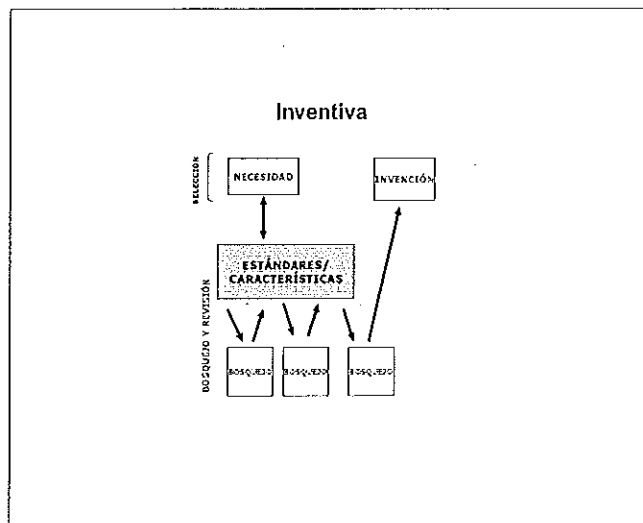 Inventiva
SELECCIÓN
NECESIDAD
INVENCIÓN
ESTÁNDARES/
CARACTERÍSTICAS
BOSQUEJO Y REVISIÓN
BOSQUEJO
BOSQUEJO
BOSQUEJO